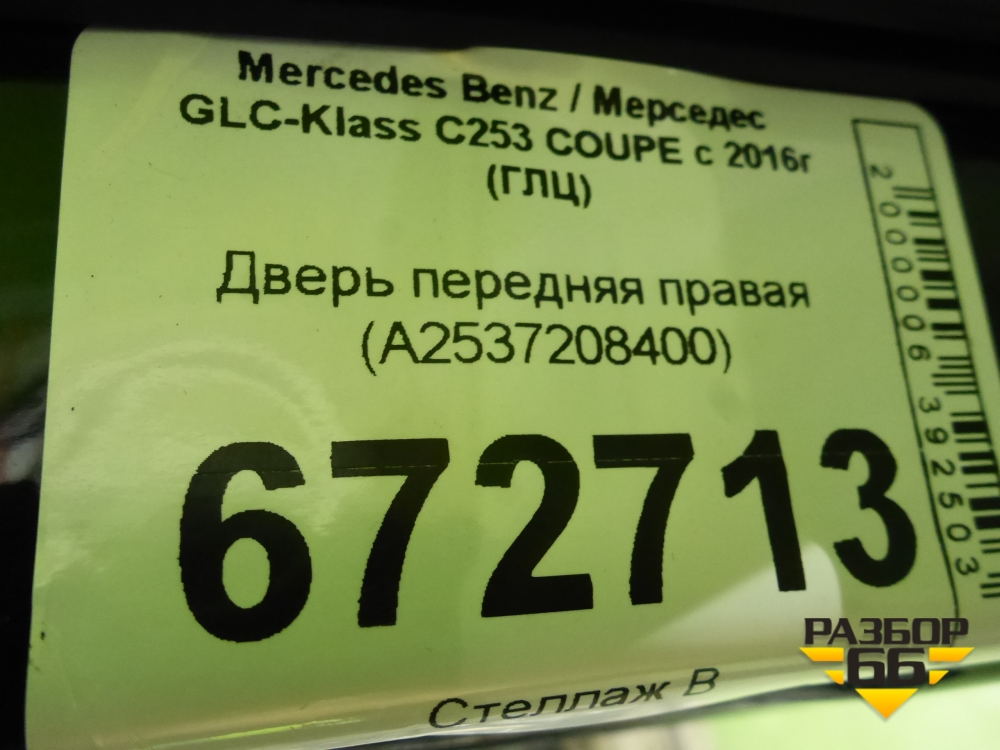 Mercedes Benz / Мерседес
GLC-Klass C253 COUPE с 2016г
(ГЛЦ)
Дверь передняя правая
(A2537208400)
672713
Стеллаж В
2000006392503
РАЗБОР
66